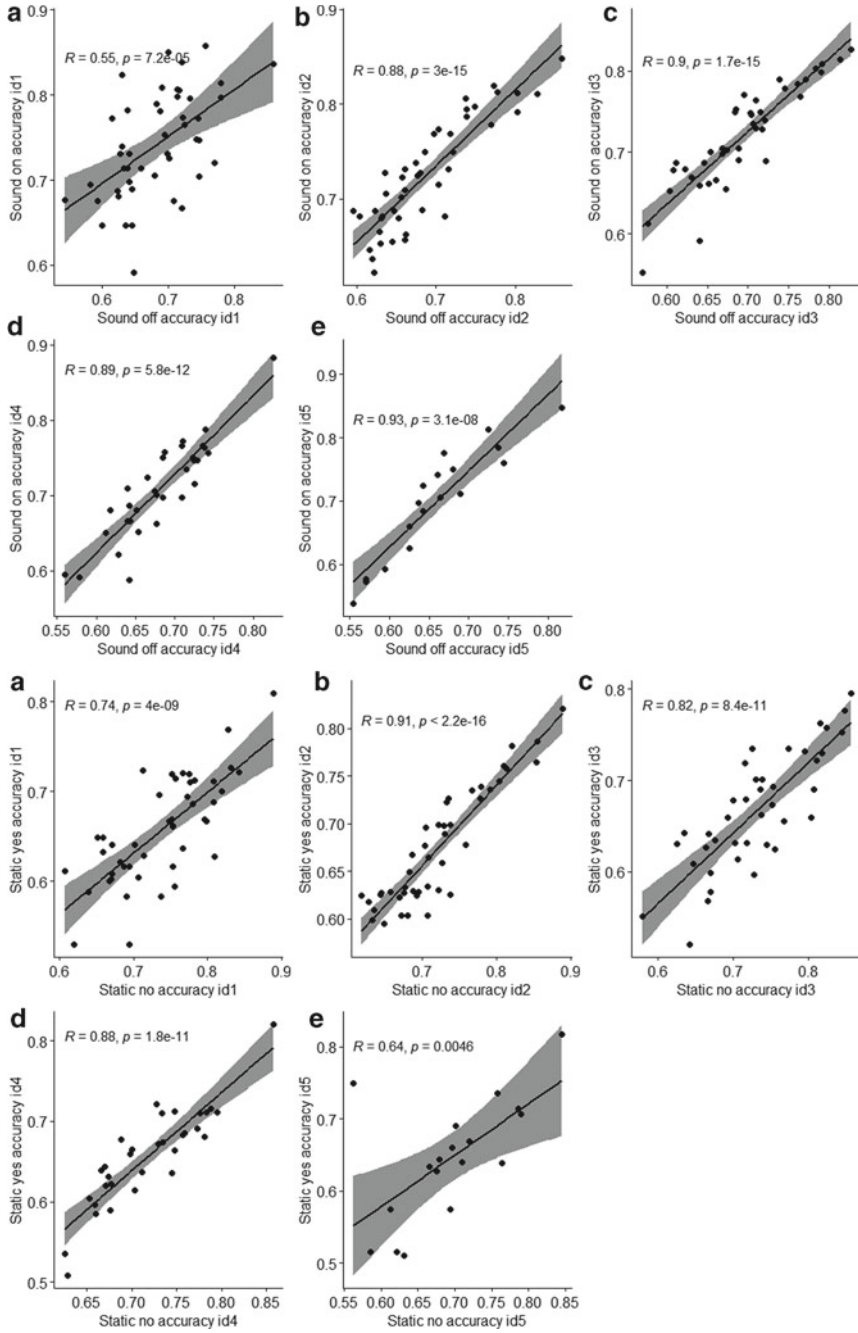 a
R = 0.55, p = 7.2e-05
0.9
0.8
0.7
0.6
Sound on accuracy id1
0.6 0.7 0.8
Sound off accuracy id1
b
R = 0.88, p = 3e-15
0.9
0.8
0.7
Sound on accuracy id2
0.6 0.7 0.8
Sound off accuracy id2
c
R = 0.9, p = 1.7e-15
0.9
0.8
0.7
0.6
Sound on accuracy id3
0.60 0.65 0.70 0.75 0.80
Sound off accuracy id3
d
R = 0.89, p = 5.8e-12
0.9
0.8
0.7
0.6
Sound on accuracy id4
0.55 0.60 0.65 0.70 0.75 0.80
Sound off accuracy id4
e
R = 0.93, p = 3.1e-08
0.9
0.8
0.7
0.6
Sound on accuracy id5
0.55 0.60 0.65 0.70 0.75 0.80
Sound off accuracy id5
a
R = 0.74, p = 4e-09
0.8
0.7
0.6
Static yes accuracy id1
0.6 0.7 0.8 0.9
Static no accuracy id1
b
R = 0.91, p < 2.2e-16
0.80
0.75
0.70
0.65
0.60
Static yes accuracy id2
0.7 0.8 0.9
Static no accuracy id2
c
R = 0.82, p = 8.4e-11
0.8
0.7
0.6
Static yes accuracy id3
0.6 0.7 0.8
Static no accuracy id3
d
R = 0.88, p = 1.8e-11
0.8
0.7
0.6
0.5
Static yes accuracy id4
0.65 0.70 0.75 0.80 0.85
Static no accuracy id4
e
R = 0.64, p = 0.0046
0.8
0.7
0.6
0.5
Static yes accuracy id5
0.55 0.60 0.65 0.70 0.75 0.80 0.85
Static no accuracy id5